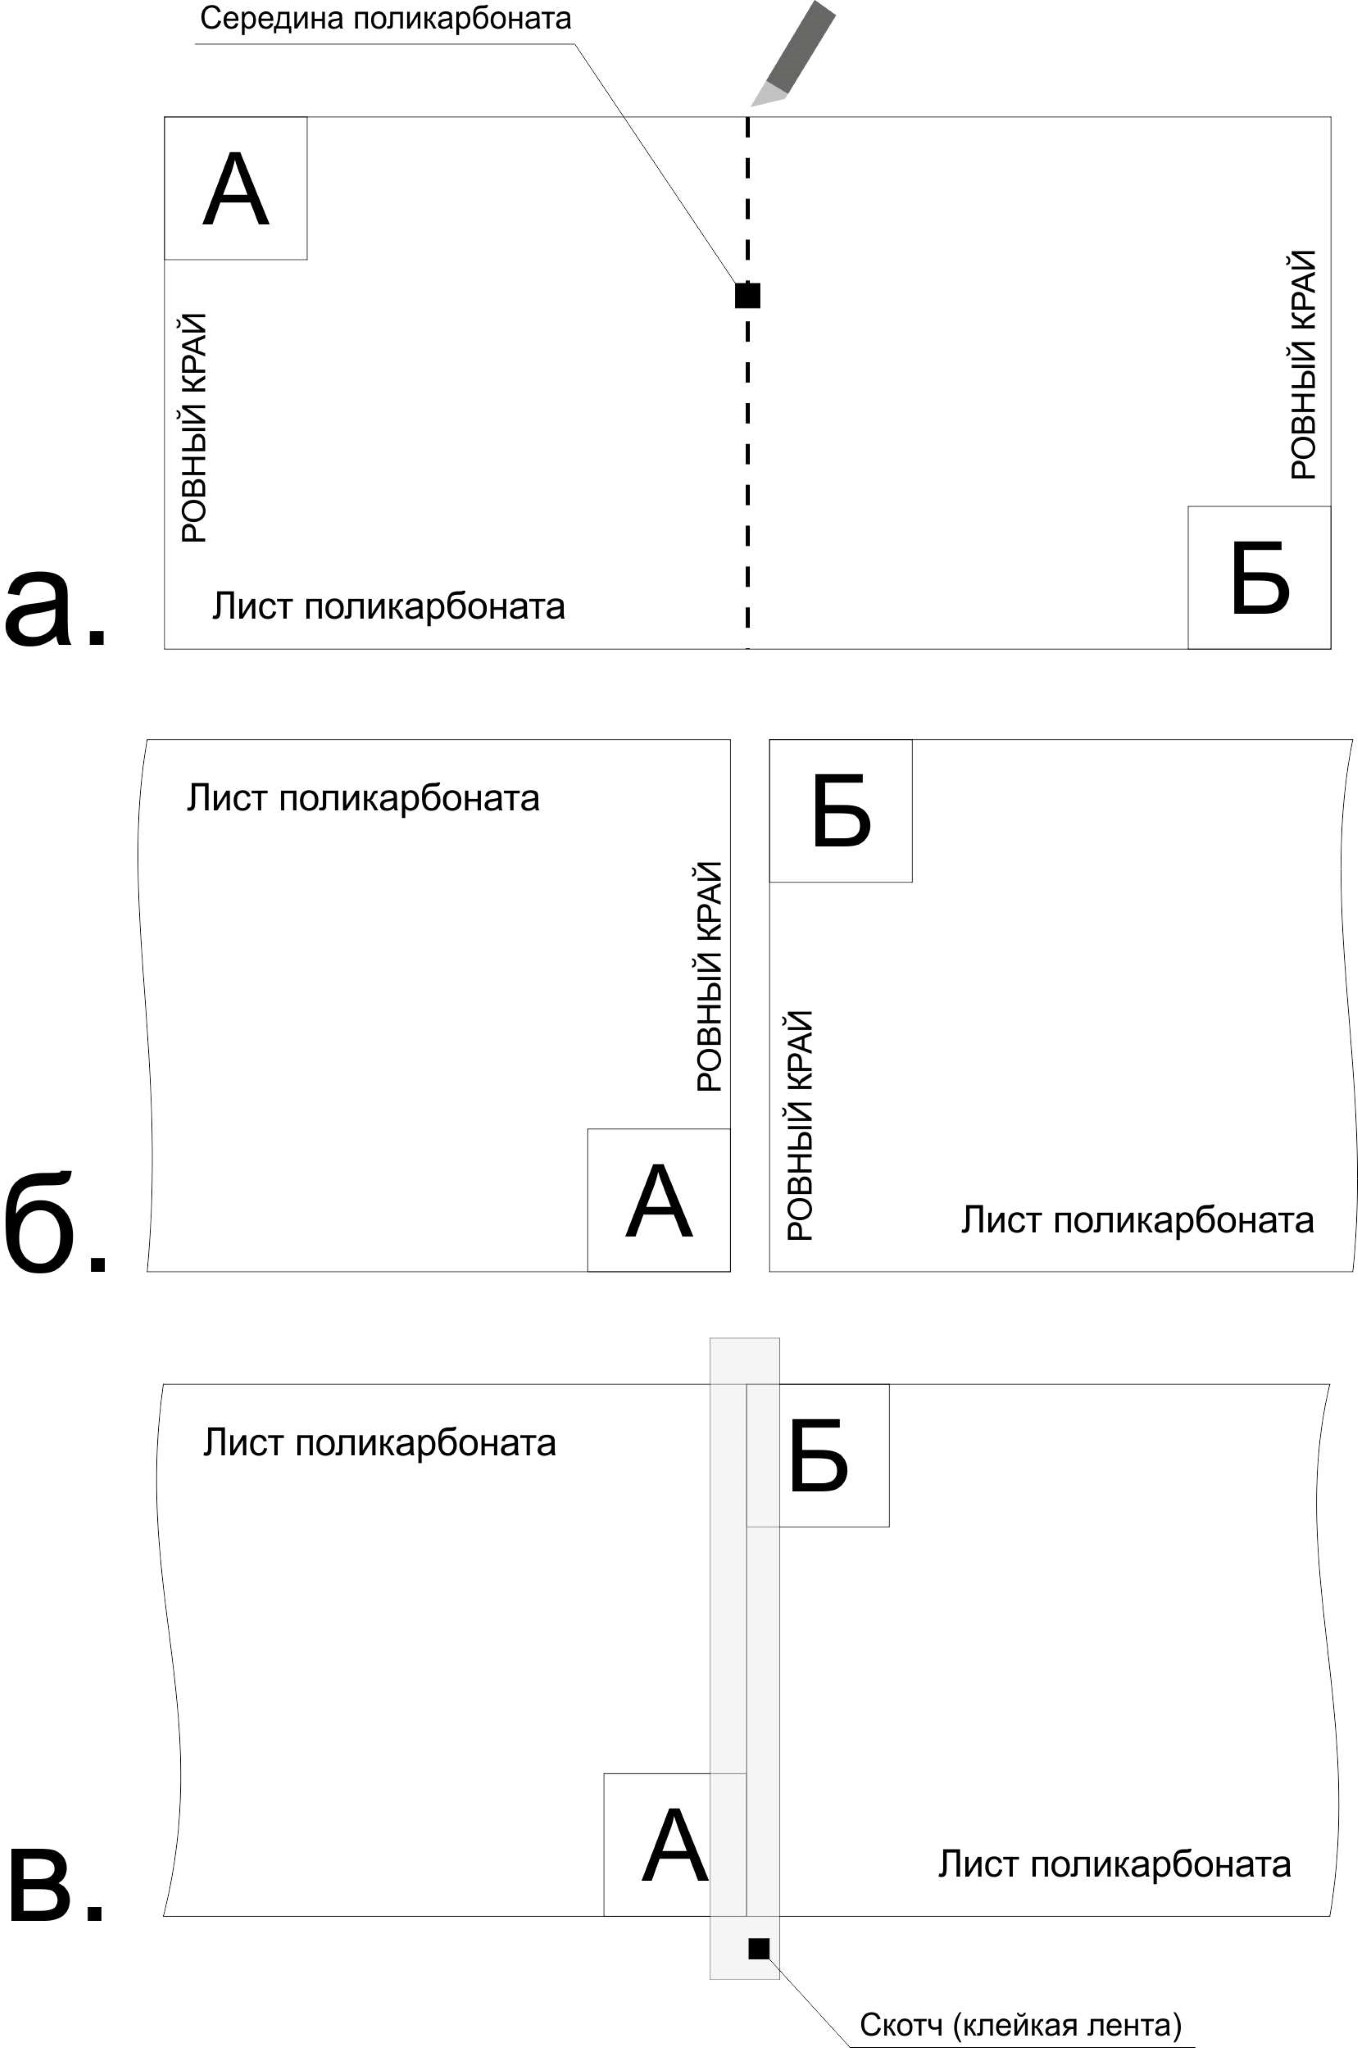 Середина поликарбоната
А
РОВНЫЙ КРАЙ
РОВНЫЙ КРАЙ
Б
Лист поликарбоната
а.
Лист поликарбоната
Б
РОВНЫЙ КРАЙ
РОВНЫЙ КРАЙ
А
Лист поликарбоната
б.
Лист поликарбоната
Б
А
Лист поликарбоната
в.
Скотч (клейкая лента)